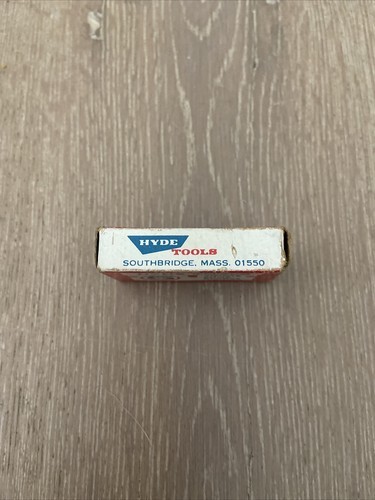 HYDE
TOOLS
SOUTHBRIDGE, MASS. 01550